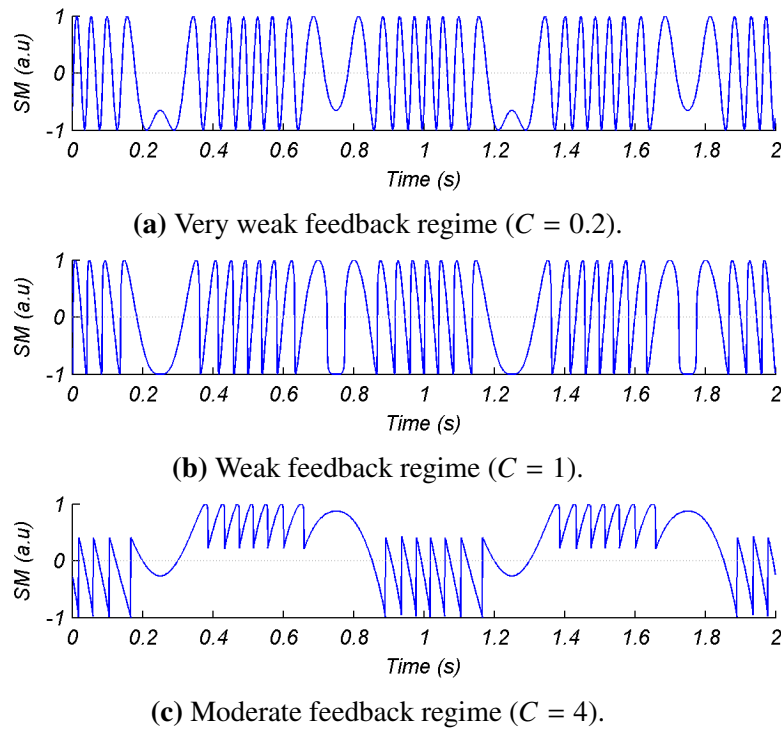 1
0
-1
SM (a.u)
0 0.2 0.4 0.6 0.8 1 1.2 1.4 1.6 1.8 2
Time (s)
(a) Very weak feedback regime (C = 0.2).
1
0
-1
SM (a.u)
0 0.2 0.4 0.6 0.8 1 1.2 1.4 1.6 1.8 2
Time (s)
(b) Weak feedback regime (C = 1).
1
0
-1
SM (a.u)
0 0.2 0.4 0.6 0.8 1 1.2 1.4 1.6 1.8 2
Time (s)
(c) Moderate feedback regime (C = 4).